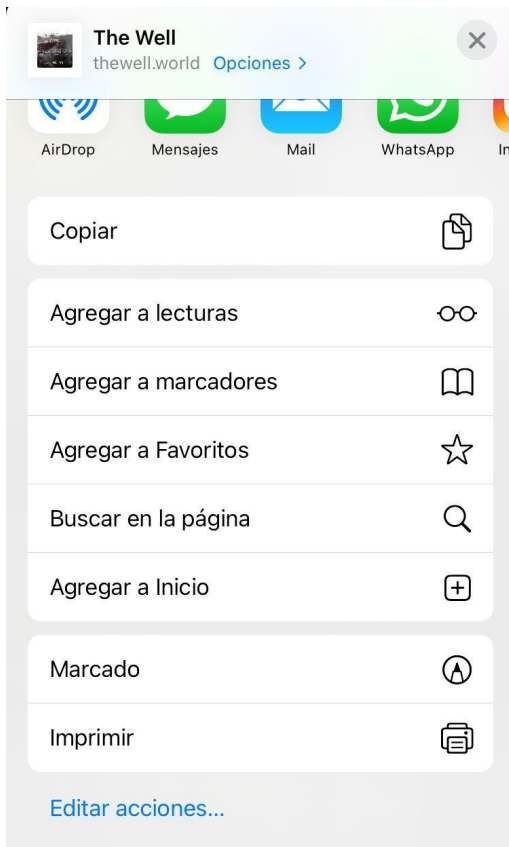 The Well
thewell.world Opciones >
AirDrop Mensajes Mail WhatsApp In
Copiar
Agregar a lecturas
Agregar a marcadores
Agregar a Favoritos
Buscar en la página
Agregar a Inicio
Marcado
Imprimir
Editar acciones...